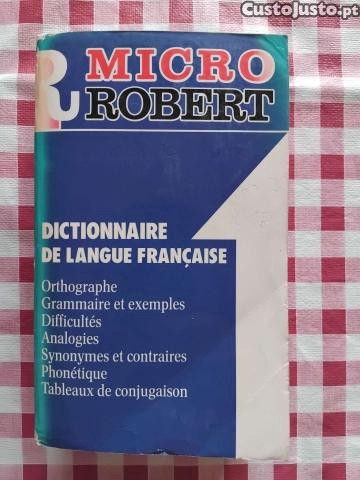 CustoJusto.pt
MICRO
ROBERT
DICTIONNAIRE
DE LANGUE FRANÇAISE
Orthographe
Grammaire et exemples
Difficultés
Analogies
Synonymes et contraires
Phonétique
Tableaux de conjugaison